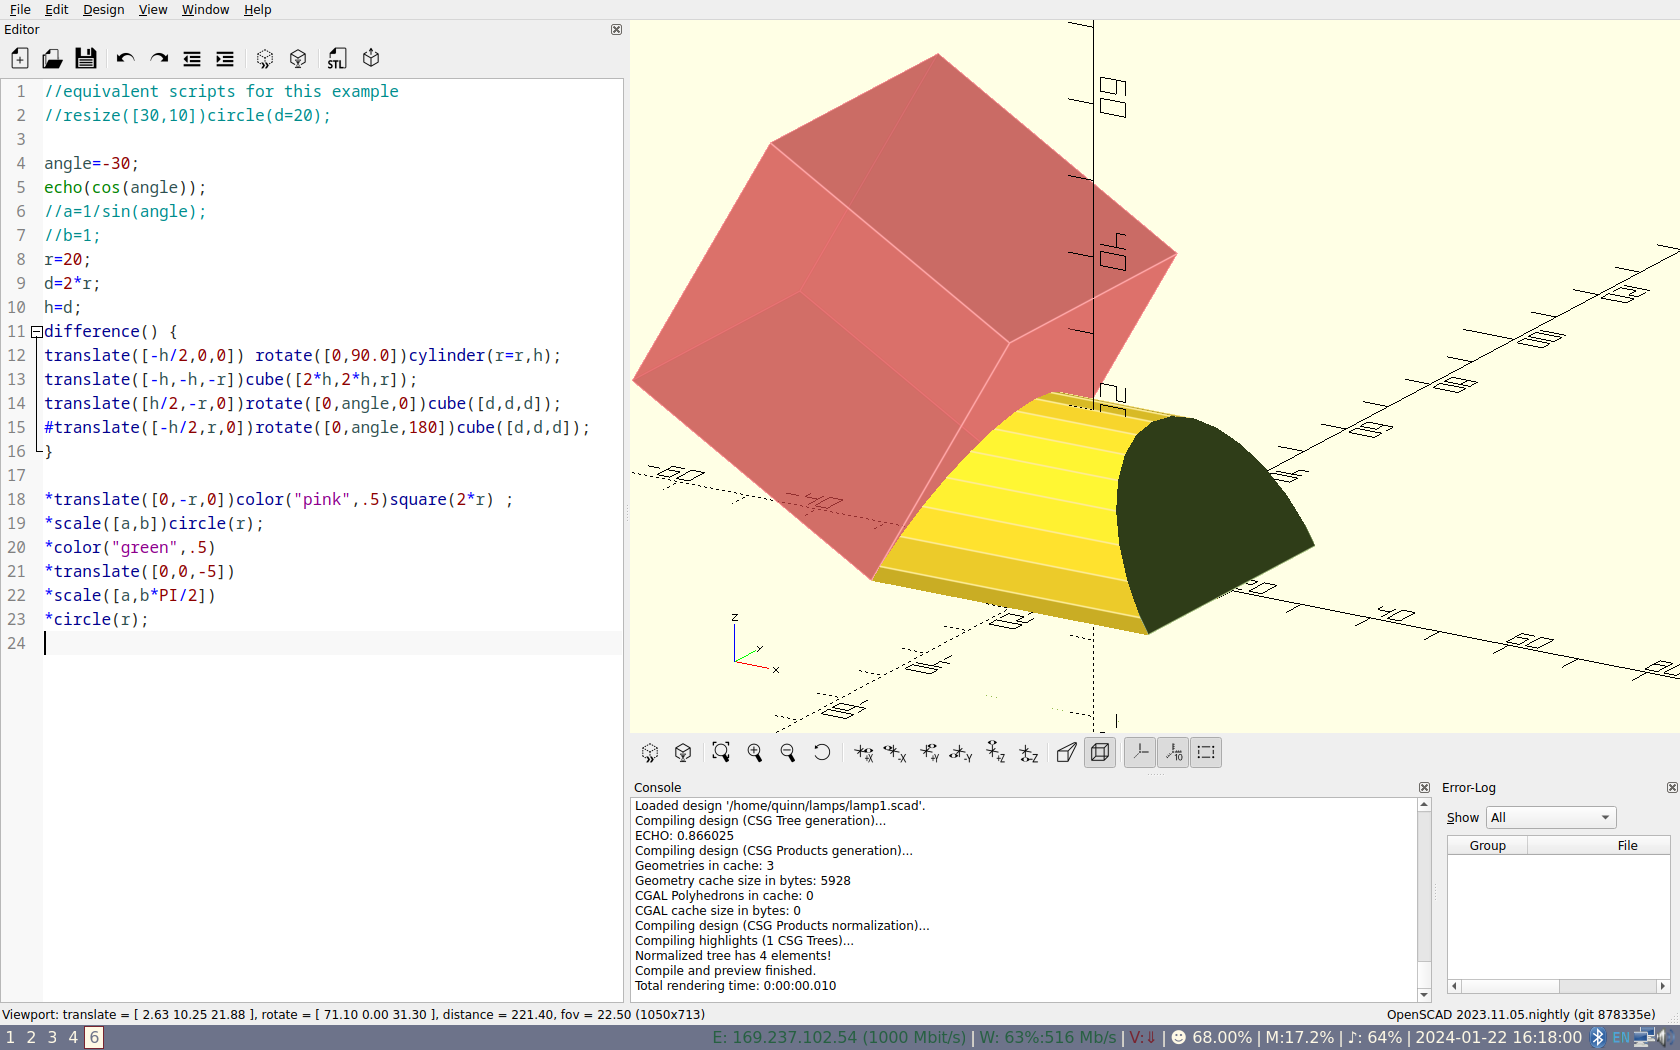 File Edit Design View Window Help
Editor
STL
1 //equivalent scripts for this example
2 //resize([30,10])circle(d=20);
3
4 angle=-30;
5 echo(cos(angle));
6 //a=1/sin(angle);
7 //b=1;
8 r=20;
9 d=2*r;
10 h=d;
11 difference() {
12 translate([-h/2,0,0]) rotate([0,90.0])cylinder(r=r,h);
13 translate([-h,-h,-r])cube([2*h,2*h,r]);
14 translate([h/2,-r,0])rotate([0,angle,0])cube([d,d,d]);
15 #translate([-h/2,r,0])rotate([0,angle,180])cube([d,d,d]);
16 }
17
18 *translate([0,-r,0])color("pink",.5)square(2*r) ;
19 *scale([a,b])circle(r);
20 *color("green",.5)
21 *translate([0,0,-5])
22 *scale([a,b*PI/2])
23 *circle(r);
24
z
y
x
+X -X +Y -Y +Z -Z 10
Console
Loaded design '/home/quinn/lamps/lamp1.scad'.
Compiling design (CSG Tree generation)...
ECHO: 0.866025
Compiling design (CSG Products generation)...
Geometries in cache: 3
Geometry cache size in bytes: 5928
CGAL Polyhedrons in cache: 0
CGAL cache size in bytes: 0
Compiling design (CSG Products normalization)...
Compiling highlights (1 CSG Trees)...
Normalized tree has 4 elements!
Compile and preview finished.
Total rendering time: 0:00:00.010
Error-Log
Show All
Group File
Viewport: translate = [ 2.63 10.25 21.88 ], rotate = [ 71.10 0.00 31.30 ], distance = 221.40, fov = 22.50 (1050x713)
OpenSCAD 2023.11.05.nightly (git 878335e)
1 2 3 4 6
E: 169.237.102.54 (1000 Mbit/s) | W: 63%:516 Mb/s | V:⇓ | ☻ 68.00% | M:17.2% | ♪: 64% | 2024-01-22 16:18:00 EN